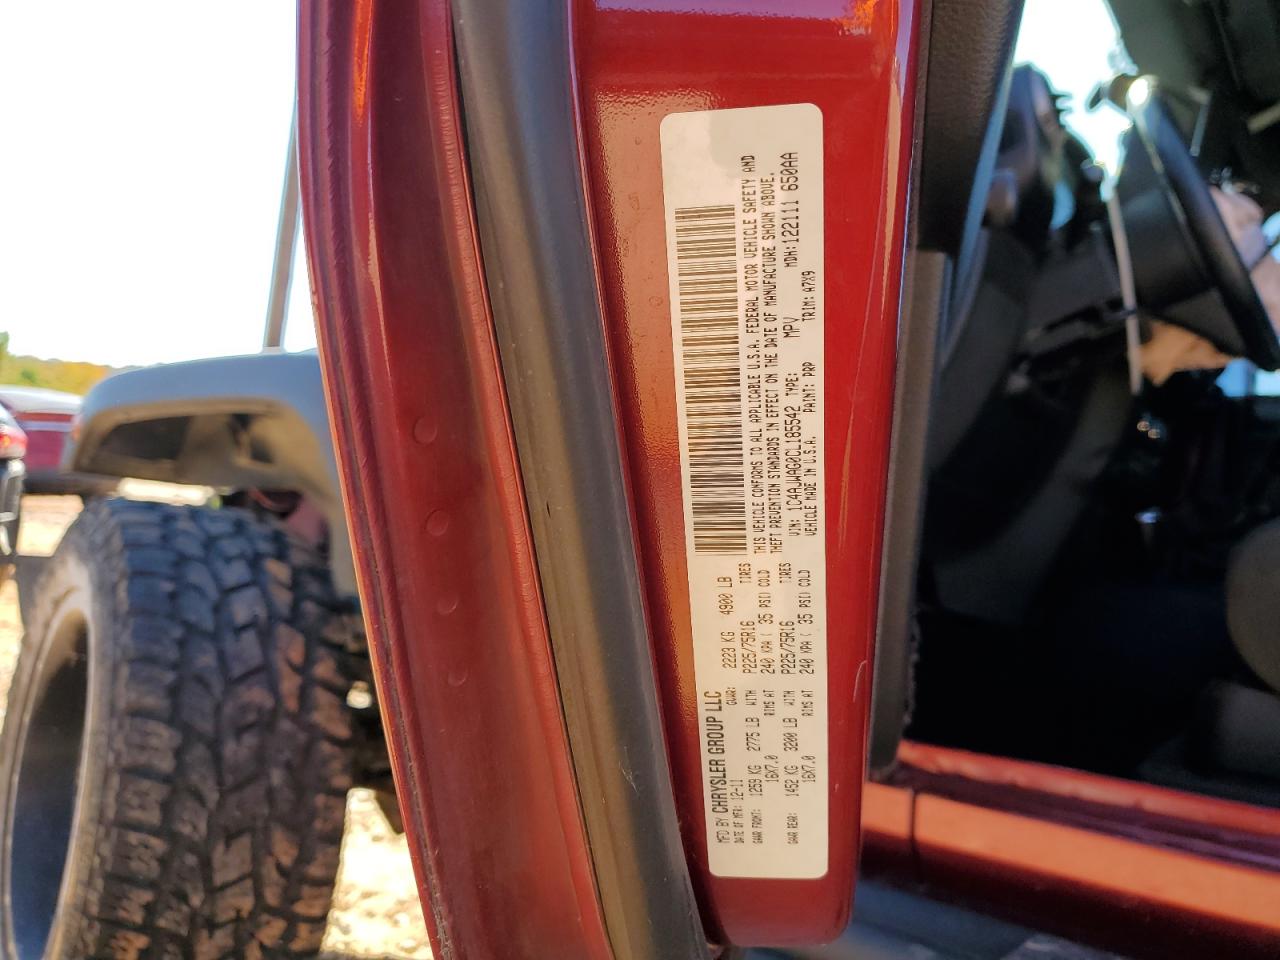 MFD BY CHRYSLER GROUP LLC
DATE OF MFR: 12-11 GVWR: 2223 KG 4900 LB
GAWR FRONT: 1259 KG 2775 LB WITH P225/75R16 TIRES
16X7.0 RIMS AT 240 KPA ( 35 PSI) COLD
GAWR REAR: 1452 KG 3200 LB WITH P225/75R16 TIRES
16X7.0 RIMS AT 240 KPA ( 35 PSI) COLD
THIS VEHICLE CONFORMS TO ALL APPLICABLE U.S.A. FEDERAL MOTOR VEHICLE SAFETY AND
THEFT PREVENTION STANDARDS IN EFFECT ON THE DATE OF MANUFACTURE SHOWN ABOVE.
VIN: 1C4AJWAG0CL185542 TYPE: MPV MDH: 122111 650AA
VEHICLE MADE IN U.S.A. PAINT: PRP TRIM: A7X9